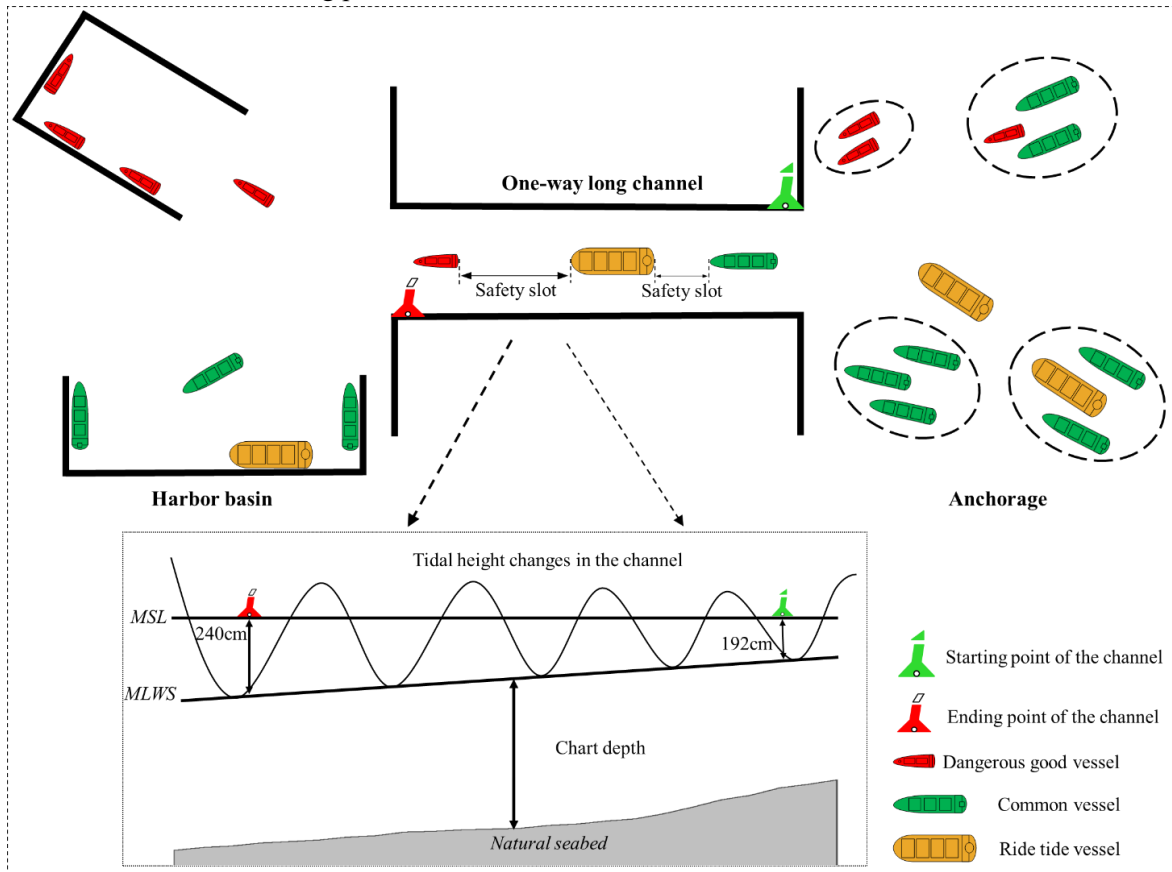 One-way long channel
Safety slot
Safety slot
Harbor basin
Anchorage
Tidal height changes in the channel
MSL
240cm
192cm
MLWS
Chart depth
Natural seabed
Starting point of the channel
Ending point of the channel
Dangerous good vessel
Common vessel
Ride tide vessel